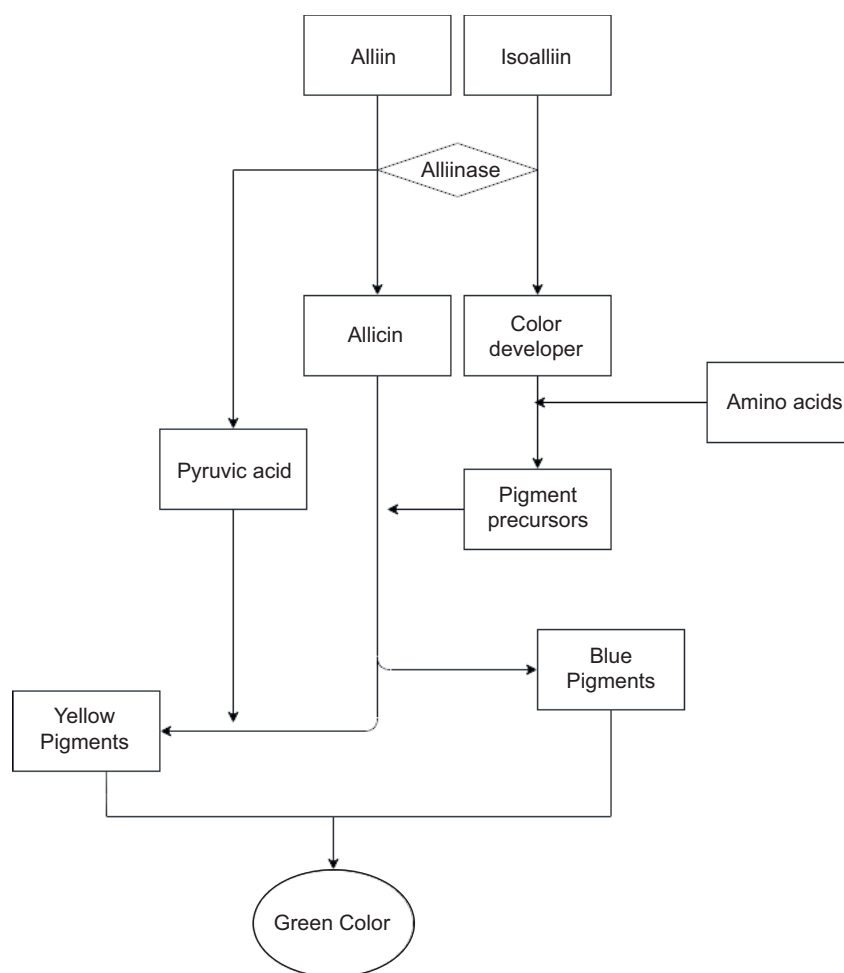 Alliin
Isoalliin
Alliinase
Allicin
Color
developer
Amino acids
Pyruvic acid
Pigment
precursors
Blue
Pigments
Yellow
Pigments
Green Color